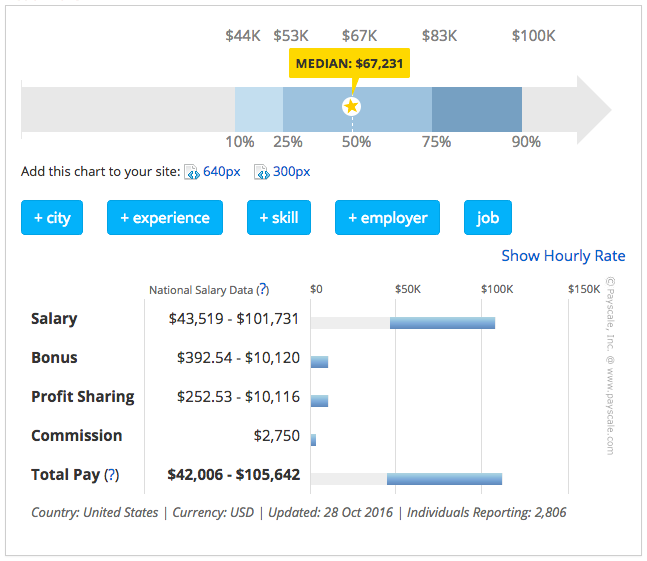 $44K $53K $67K $83K $100K
MEDIAN: $67,231
10% 25% 50% 75% 90%
Add this chart to your site: 640px 300px
+ city + experience + skill + employer job
Show Hourly Rate
National Salary Data (?) $0 $50K $100K $150K
Salary $43,519 - $101,731
Bonus $392.54 - $10,120
Profit Sharing $252.53 - $10,116
Commission $2,750
Total Pay (?) $42,006 - $105,642
© Payscale, Inc. @ www.payscale.com
Country: United States | Currency: USD | Updated: 28 Oct 2016 | Individuals Reporting: 2,806